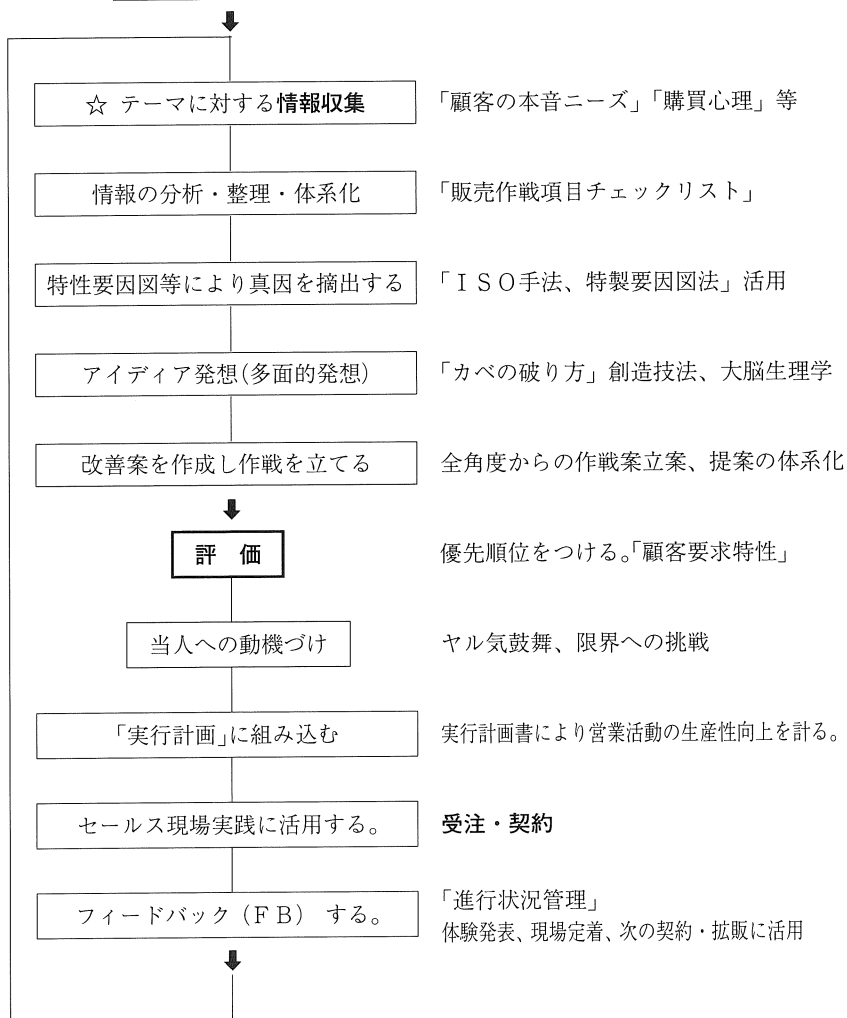 ☆ テーマに対する情報収集 「顧客の本音ニーズ」「購買心理」等
情報の分析・整理・体系化 「販売作戦項目チェックリスト」
特性要因図等により真因を摘出する 「ISO手法、特製要因図法」活用
アイディア発想(多面的発想) 「カベの破り方」創造技法、大脳生理学
改善案を作成し作戦を立てる 全角度からの作戦案立案、提案の体系化
評 価 優先順位をつける。「顧客要求特性」
当人への動機づけ ヤル気鼓舞、限界への挑戦
「実行計画」に組み込む 実行計画書により営業活動の生産性向上を計る。
セールス現場実践に活用する。 受注・契約
フィードバック(FB) する。 「進行状況管理」
体験発表、現場定着、次の契約・拡販に活用